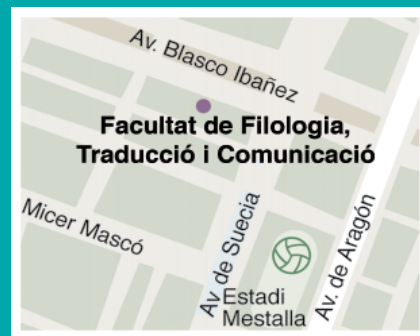 Av. Blasco Ibañez
Facultat de Filologia,
Traducció i Comunicació
Micer Mascó
Av de Suecia
Av. de Aragón
Estadi
Mestalla